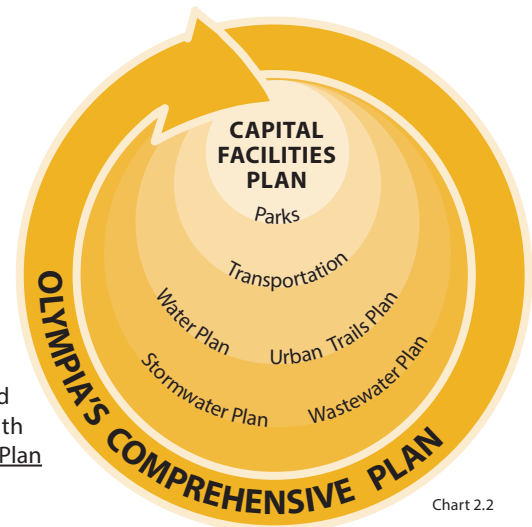 CAPITAL
FACILITIES
PLAN
Parks
Transportation
Water Plan
Urban Trails Plan
Stormwater Plan
Wastewater Plan
OLYMPIA'S COMPREHENSIVE PLAN
Plan
Chart 2.2